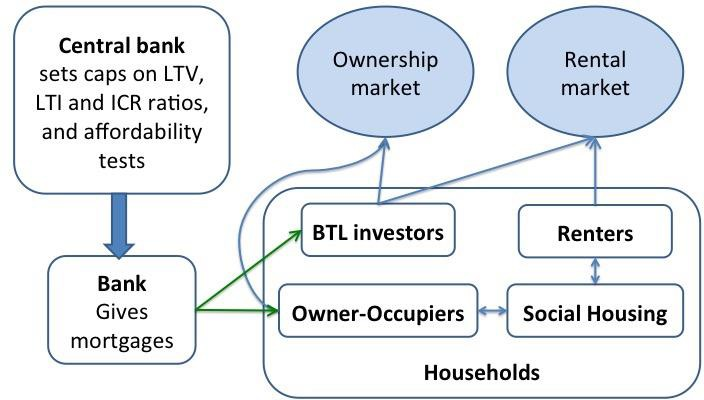 Central bank
sets caps on LTV,
LTI and ICR ratios,
and affordability
tests
Ownership
market
Rental
market
BTL investors
Renters
Bank
Gives
mortgages
Owner-Occupiers
Social Housing
Households